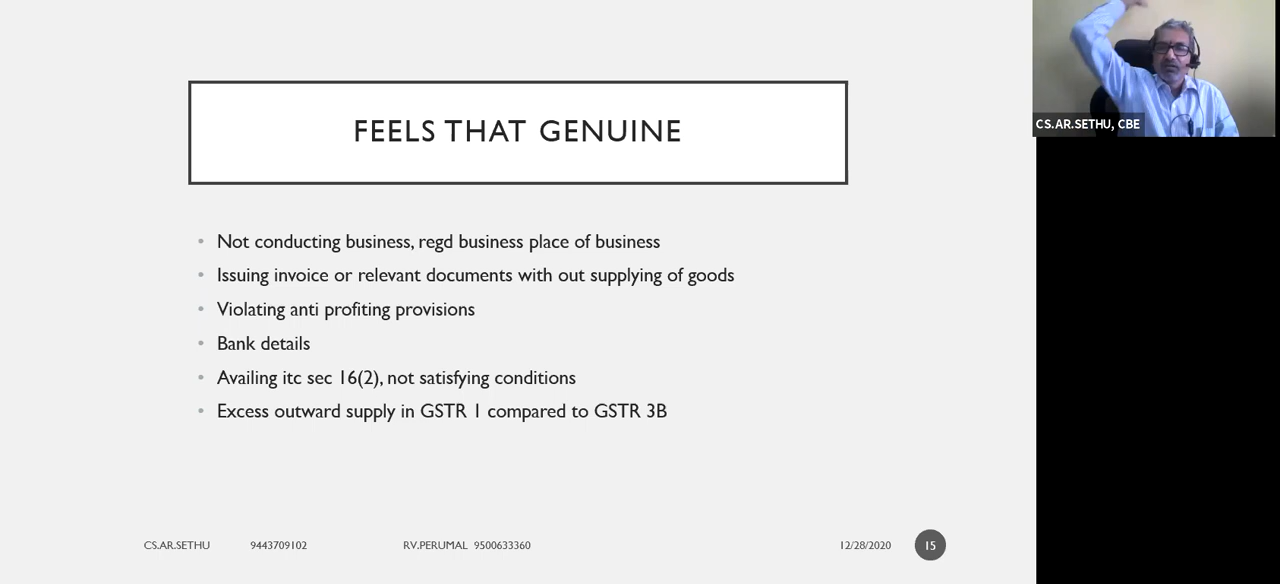 FEELS THAT GENUINE
• Not conducting business, regd business place of business
• Issuing invoice or relevant documents with out supplying of goods
• Violating anti profiting provisions
• Bank details
• Availing itc sec 16(2), not satisfying conditions
• Excess outward supply in GSTR 1 compared to GSTR 3B
CS.AR.SETHU 9443709102 RV.PERUMAL 9500633360 12/28/2020 15
CS.AR.SETHU, CBE